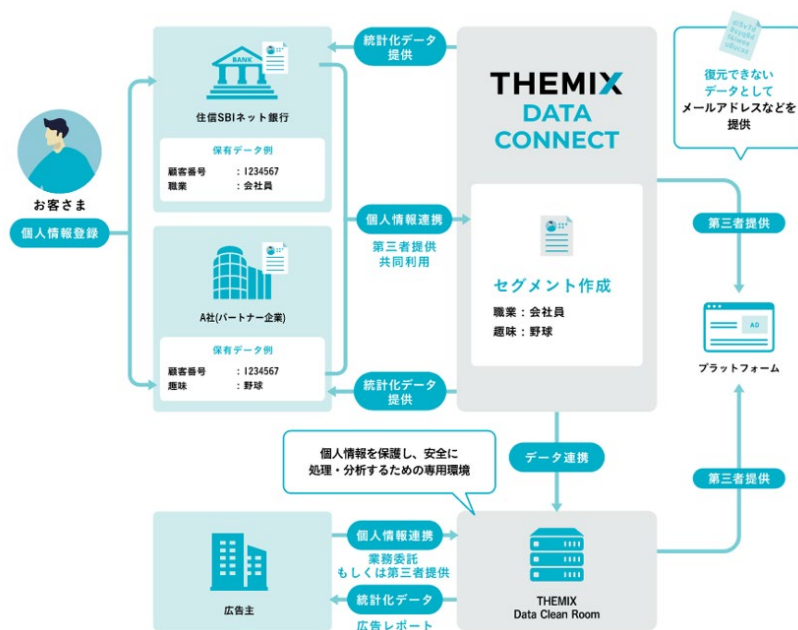 統計化データ
提供
BANK
住信SBIネット銀行
保有データ例
顧客番号 : 1234567
職業 : 会社員
お客さま
個人情報登録
A社(パートナー企業)
保有データ例
顧客番号 : 1234567
趣味 : 野球
個人情報連携
第三者提供
共同利用
統計化データ
提供
THEMIX
DATA
CONNECT
セグメント作成
職業：会社員
趣味：野球
復元できない
データとして
メールアドレスなどを
提供
第三者提供
AD
プラットフォーム
第三者提供
データ連携
個人情報を保護し、安全に
処理・分析するための専用環境
広告主
個人情報連携
業務委託
もしくは第三者提供
統計化データ
広告レポート
THEMIX
Data Clean Room